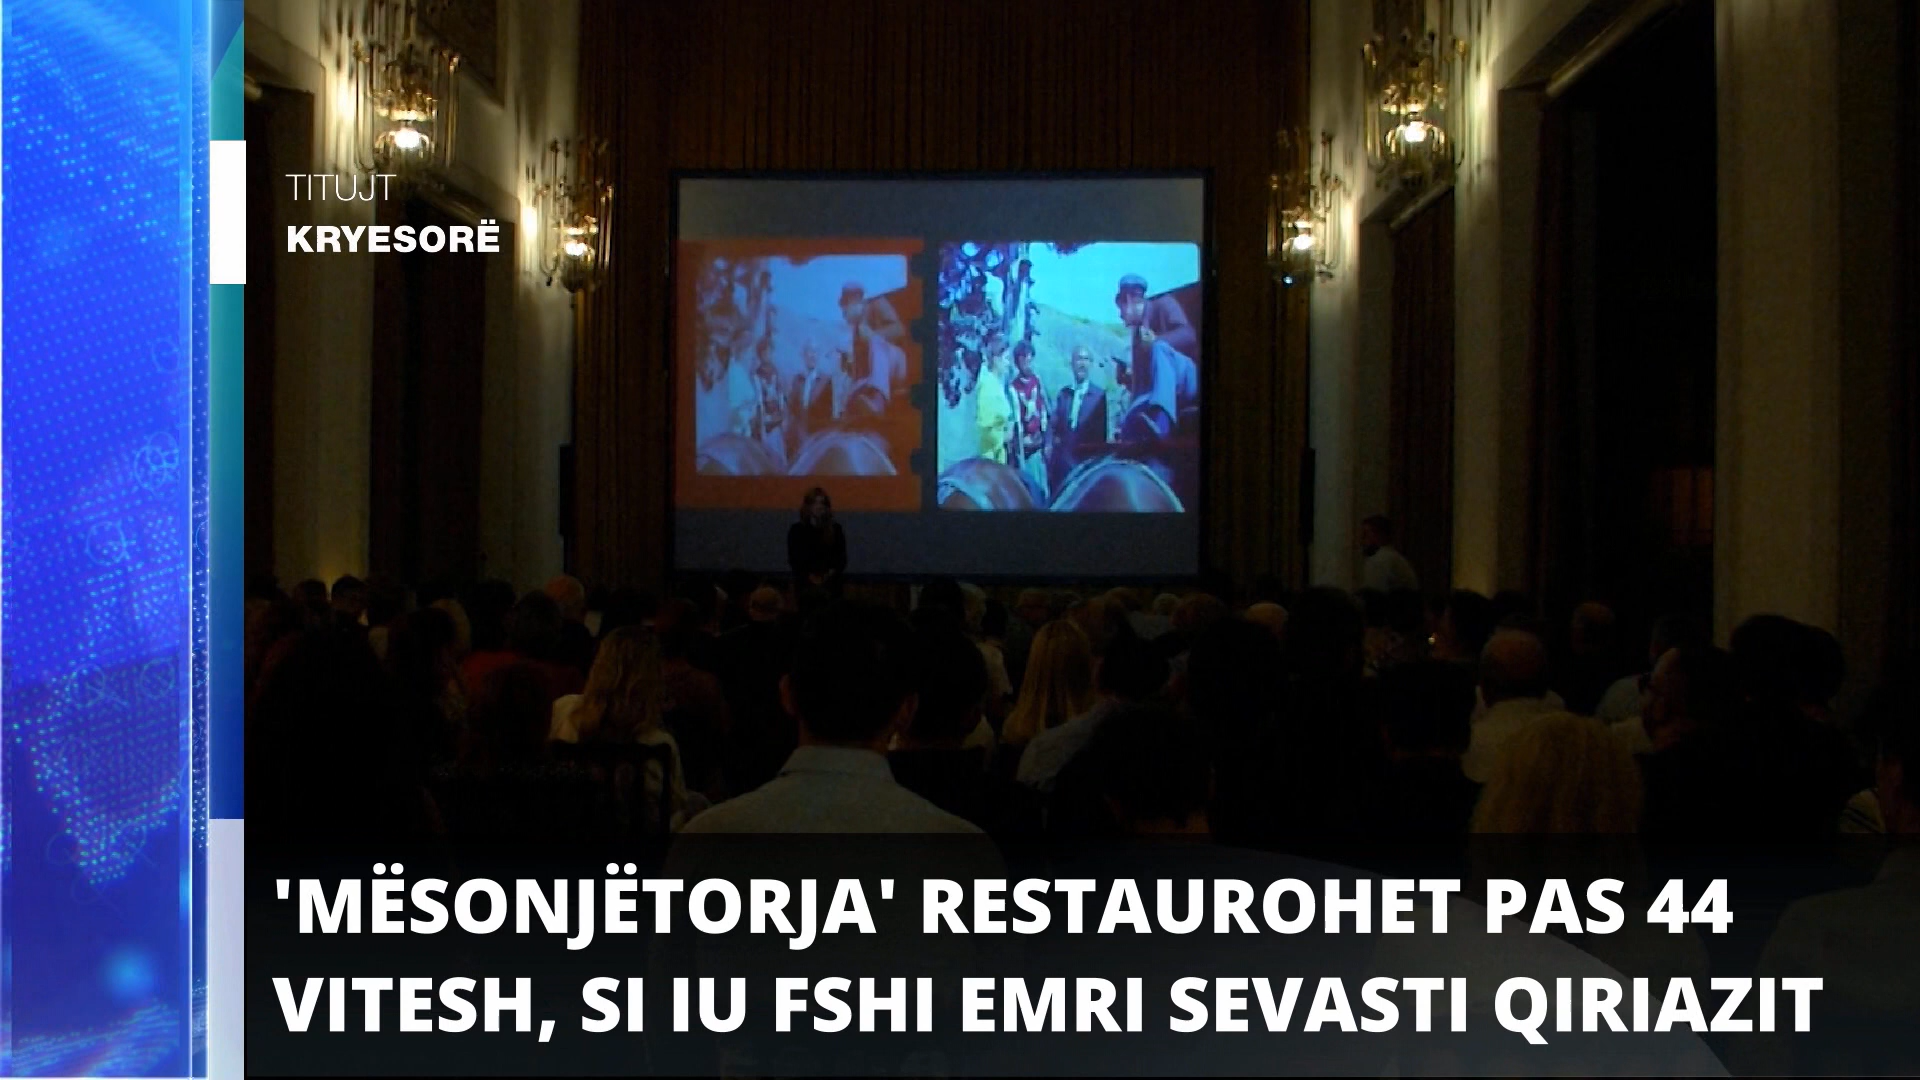 TITUJT
KRYESORË
'MËSONJËTORJA' RESTAUROHET PAS 44
VITESH, SI IU FSHI EMRI SEVASTI QIRIAZIT